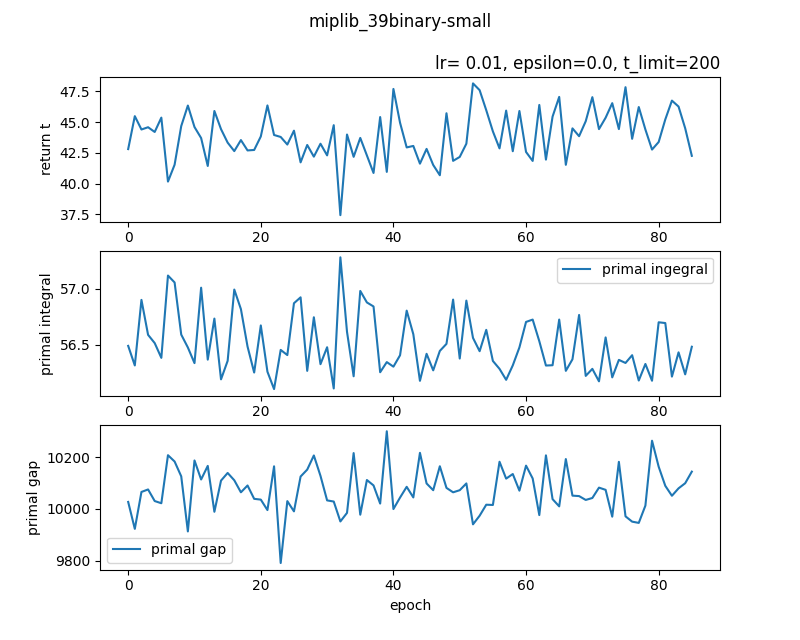 miplib_39binary-small
lr= 0.01, epsilon=0.0, t_limit=200
return t
47.5
45.0
42.5
40.0
37.5
0 20 40 60 80
primal integral
57.0
56.5
primal ingegral
0 20 40 60 80
primal gap
10200
10000
9800
primal gap
0 20 40 60 80
epoch